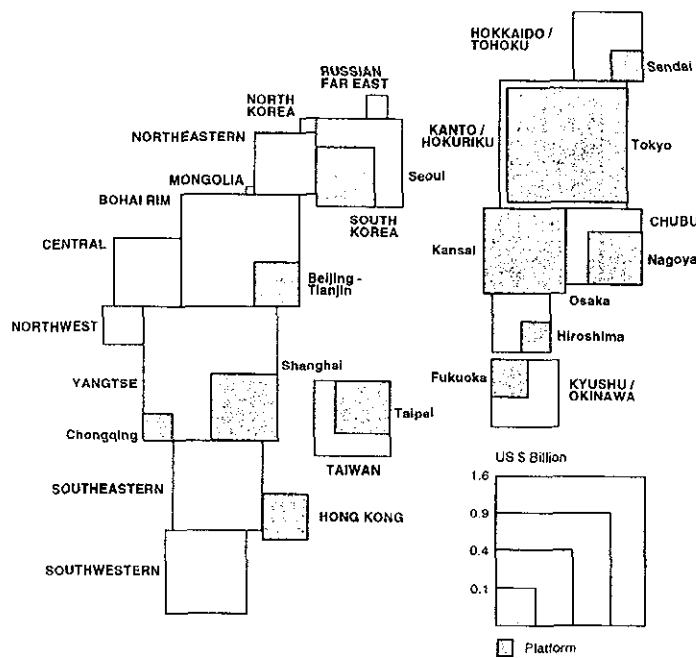 HOKKAIDO /
TOHOKU
Sendai
RUSSIAN
FAR EAST
NORTH
KOREA
NORTHEASTERN
KANTO /
HOKURIKU
Tokyo
MONGOLIA
Seoul
BOHAI RIM
SOUTH
KOREA
CHUBU
CENTRAL
Kansai
Nagoya
Beijing -
Tianjin
Osaka
NORTHWEST
Hiroshima
Shanghai
Fukuoka
YANGTSE
KYUSHU /
OKINAWA
Taipei
Chongqing
TAIWAN
US $ Billion
1.6
SOUTHEASTERN
HONG KONG
0.9
0.4
SOUTHWESTERN
0.1
Platform